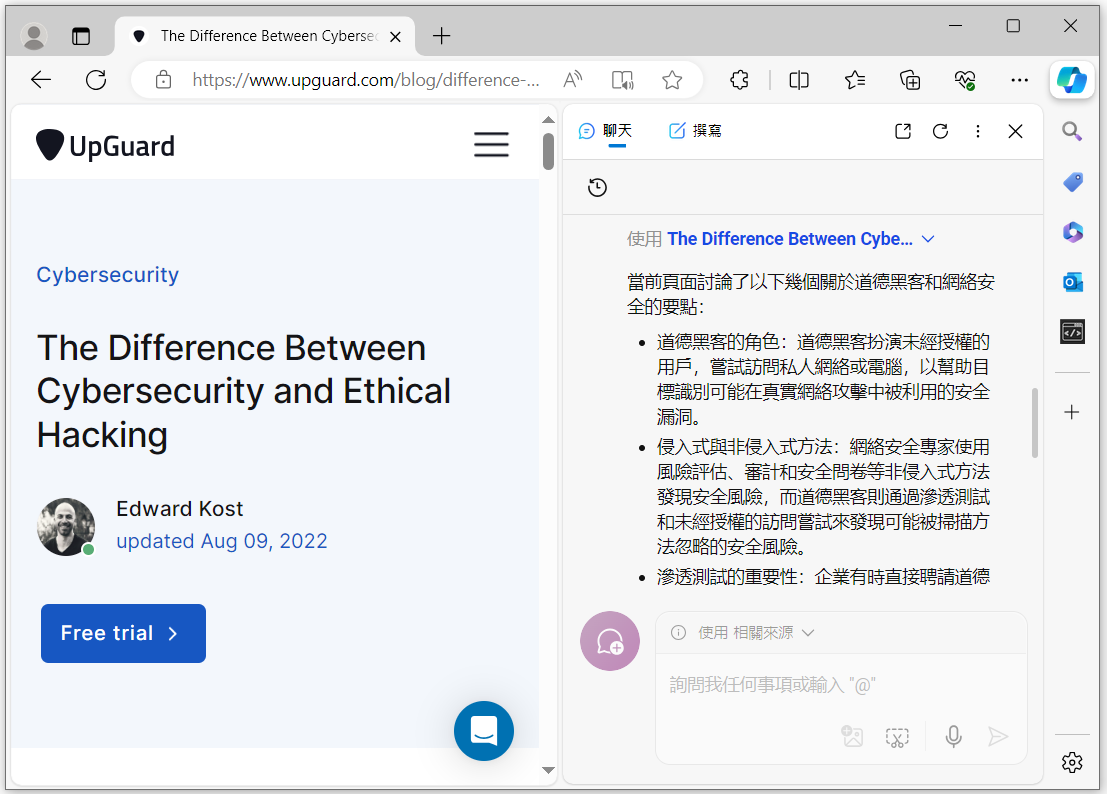 The Difference Between Cyberse
https://www.upguard.com/blog/difference-...
UpGuard
Cybersecurity
The Difference Between
Cybersecurity and Ethical
Hacking
Edward Kost
updated Aug 09, 2022
Free trial
聊天
撰寫
使用 The Difference Between Cybe...
當前頁面討論了以下幾個關於道德黑客和網絡安
全的要點：
• 道德黑客的角色：道德黑客扮演未經授權的
用戶，嘗試訪問私人網絡或電腦，以幫助目
標識別可能在真實網絡攻擊中被利用的安全
漏洞。
• 侵入式與非侵入式方法：網絡安全專家使用
風險評估、審計和安全問卷等非侵入式方法
發現安全風險，而道德黑客則通過滲透測試
和未經授權的訪問嘗試來發現可能被掃描方
法忽略的安全風險。
• 滲透測試的重要性：企業有時直接聘請道德
使用 相關來源
詢問我任何事項或輸入 "@"